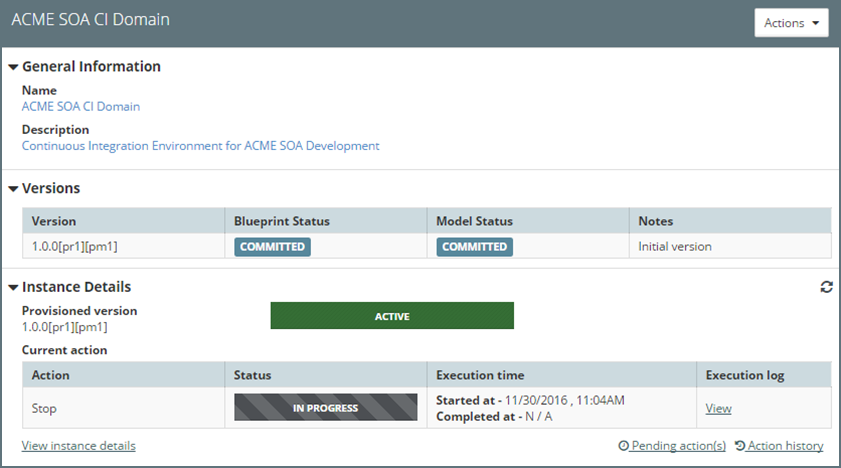 ACME SOA CI Domain
Actions
General Information
Name
ACME SOA CI Domain
Description
Continuous Integration Environment for ACME SOA Development
Versions
Version Blueprint Status Model Status Notes
1.0.0[pr1][pm1] COMMITTED COMMITTED Initial version
Instance Details
Provisioned version
1.0.0[pr1][pm1]
ACTIVE
Current action
Action Status Execution time Execution log
Stop IN PROGRESS Started at - 11/30/2016 , 11:04AM View
Completed at - N / A
View instance details Pending action(s) Action history